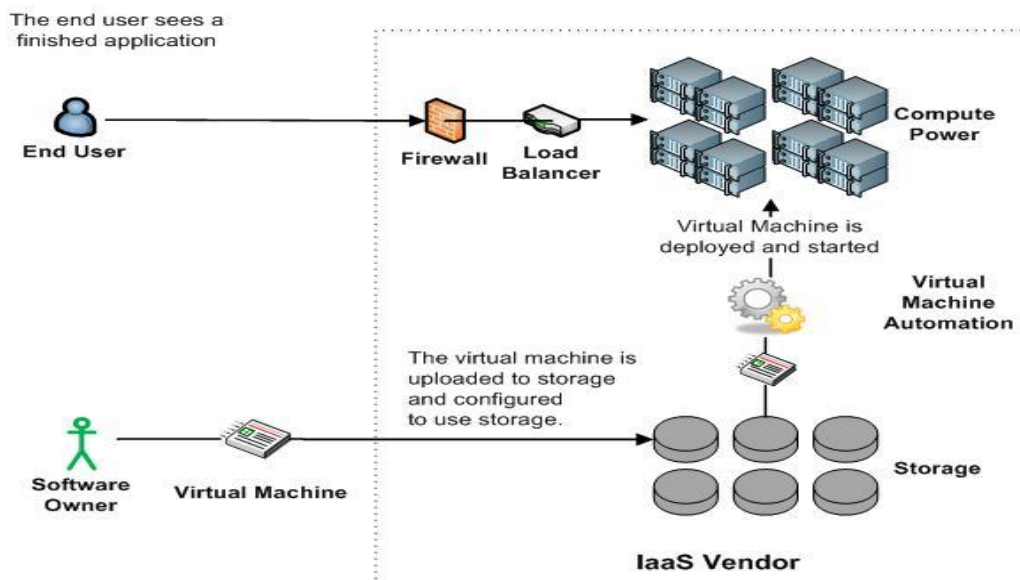 The end user sees a
finished application
End User
Firewall
Load
Balancer
Compute
Power
Virtual Machine is
deployed and started
Virtual
Machine
Automation
The virtual machine is
uploaded to storage
and configured
to use storage.
Software
Owner
Virtual Machine
Storage
IaaS Vendor